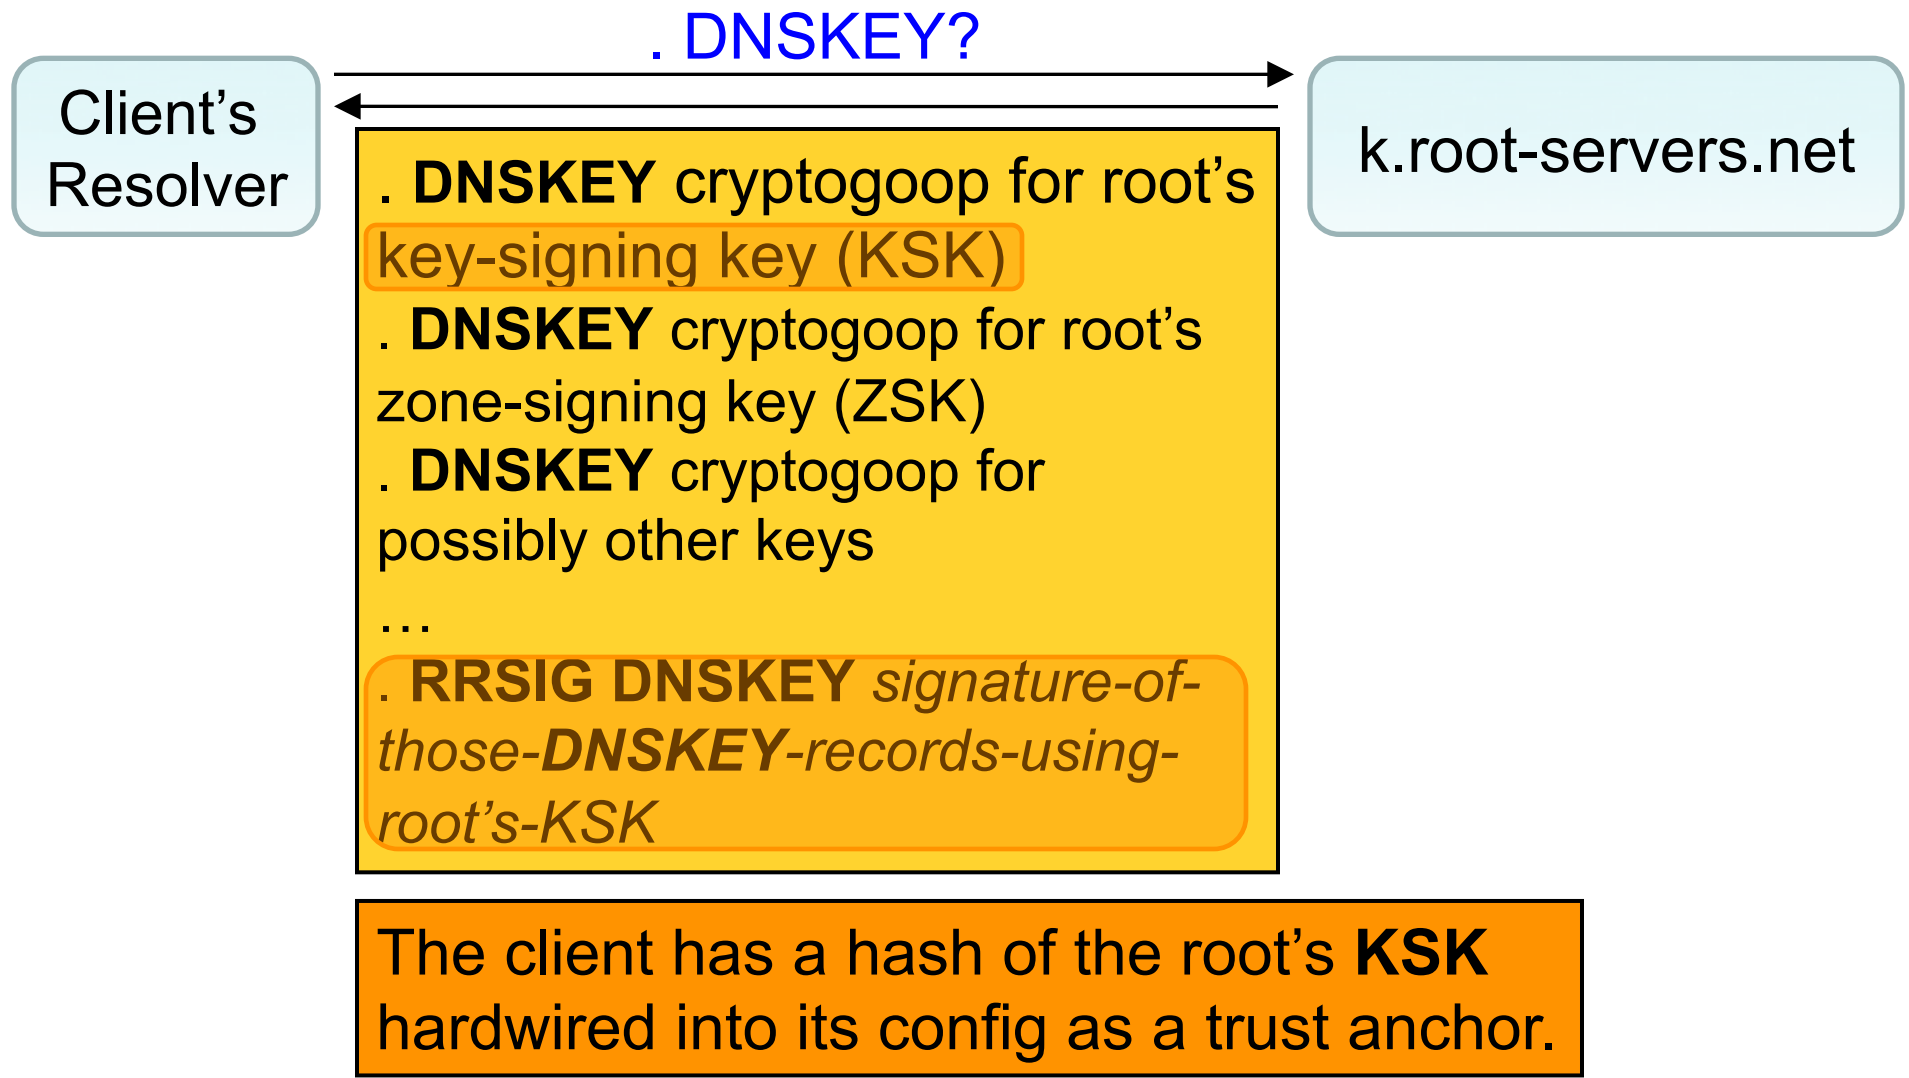 . DNSKEY?
Client’s
Resolver
k.root-servers.net
. DNSKEY cryptogoop for root’s
key-signing key (KSK)
. DNSKEY cryptogoop for root’s
zone-signing key (ZSK)
. DNSKEY cryptogoop for
possibly other keys
…
. RRSIG DNSKEY signature-of-
those-DNSKEY-records-using-
root’s-KSK
The client has a hash of the root’s KSK
hardwired into its config as a trust anchor.